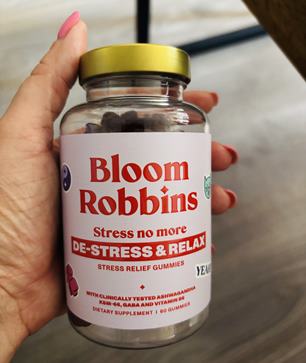 Bloom
Robbins
Stress no more
DE-STRESS & RELAX
STRESS RELIEF GUMMIES
WITH CLINICALLY TESTED ASHWAGANDHA
KSM-66, GABA AND VITAMIN B6
DIETARY SUPPLEMENT | 60 GUMMIES